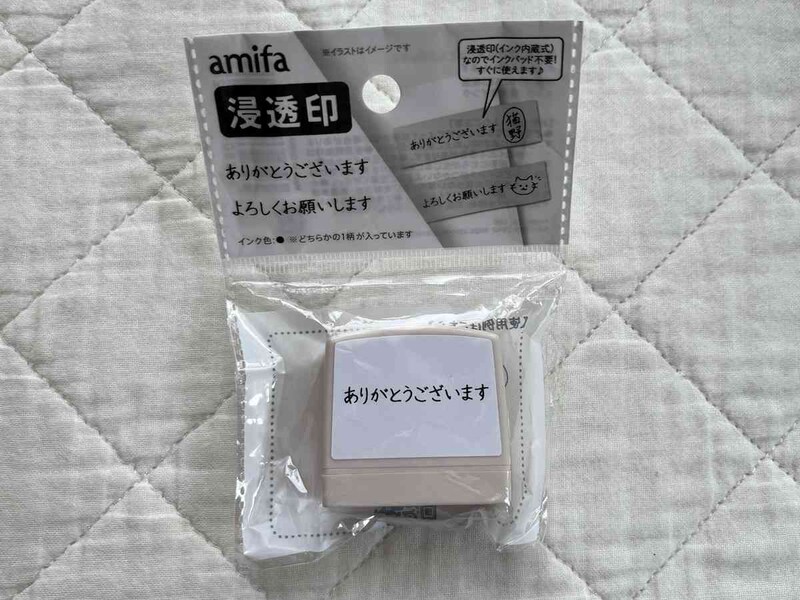 amifa
※イラストはイメージです
浸透印(インク内蔵式)
なのでインクパッド不要!
すぐに使えます♪
浸透印
ありがとうございます
猫野
ありがとうございます
よろしくお願いします
よろしくお願いします
インク色:● ※どちらかの1柄が入っています
ありがとうございます